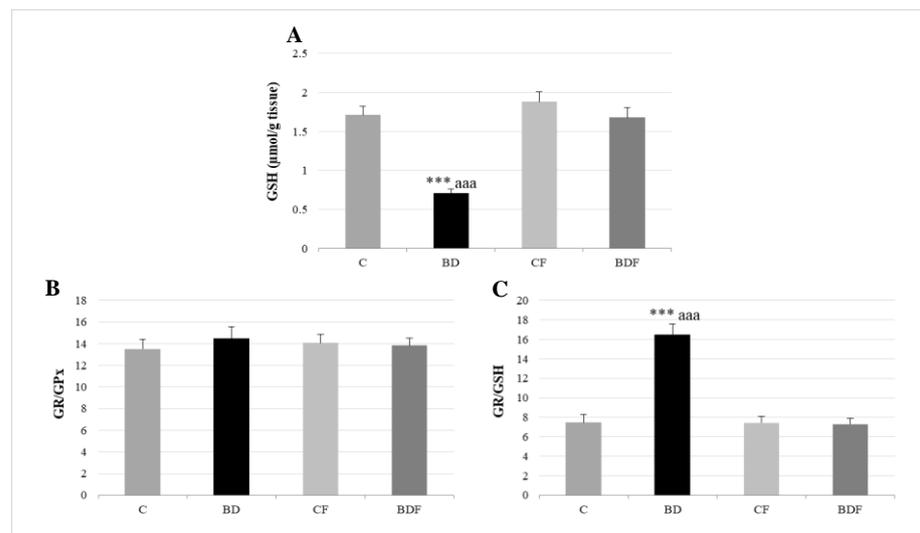 A
GSH (μmol/g tissue)
2.5
2
1.5
1
0.5
0
*** aaa
C BD CF BDF
B
GR/GPx
18
16
14
12
10
8
6
4
2
0
C BD CF BDF
C
GR/GSH
20
18
16
14
12
10
8
6
4
2
0
*** aaa
C BD CF BDF